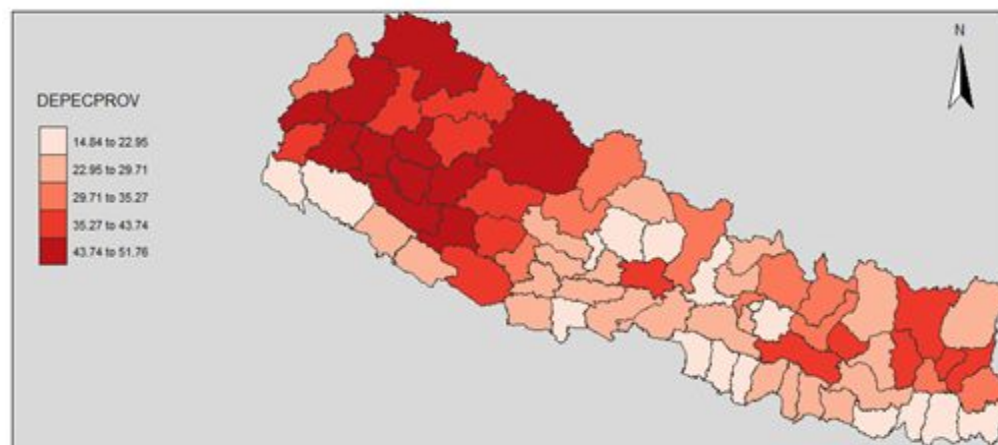 N
DEPECPROV
14.84 to 22.95
22.95 to 29.71
29.71 to 35.27
35.27 to 43.74
43.74 to 51.76